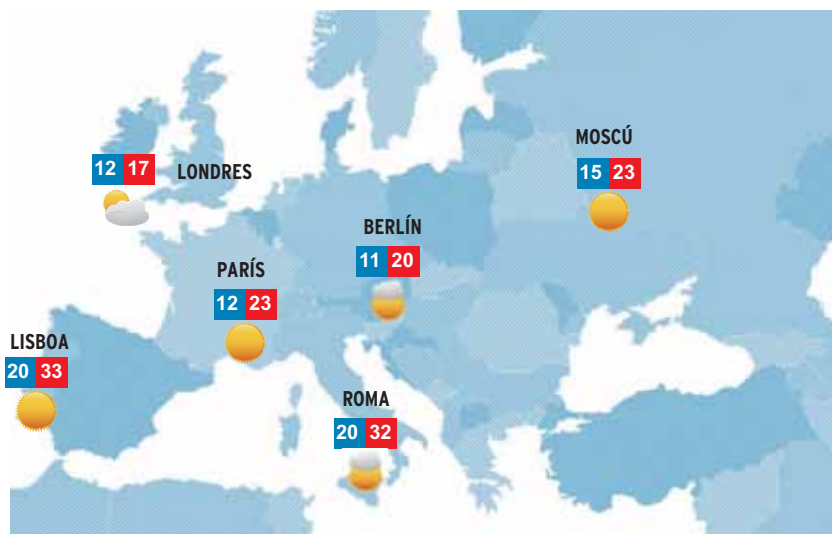 MOSCÚ
15 23
12 17
LONDRES
BERLÍN
11 20
PARÍS
12 23
LISBOA
20 33
ROMA
20 32